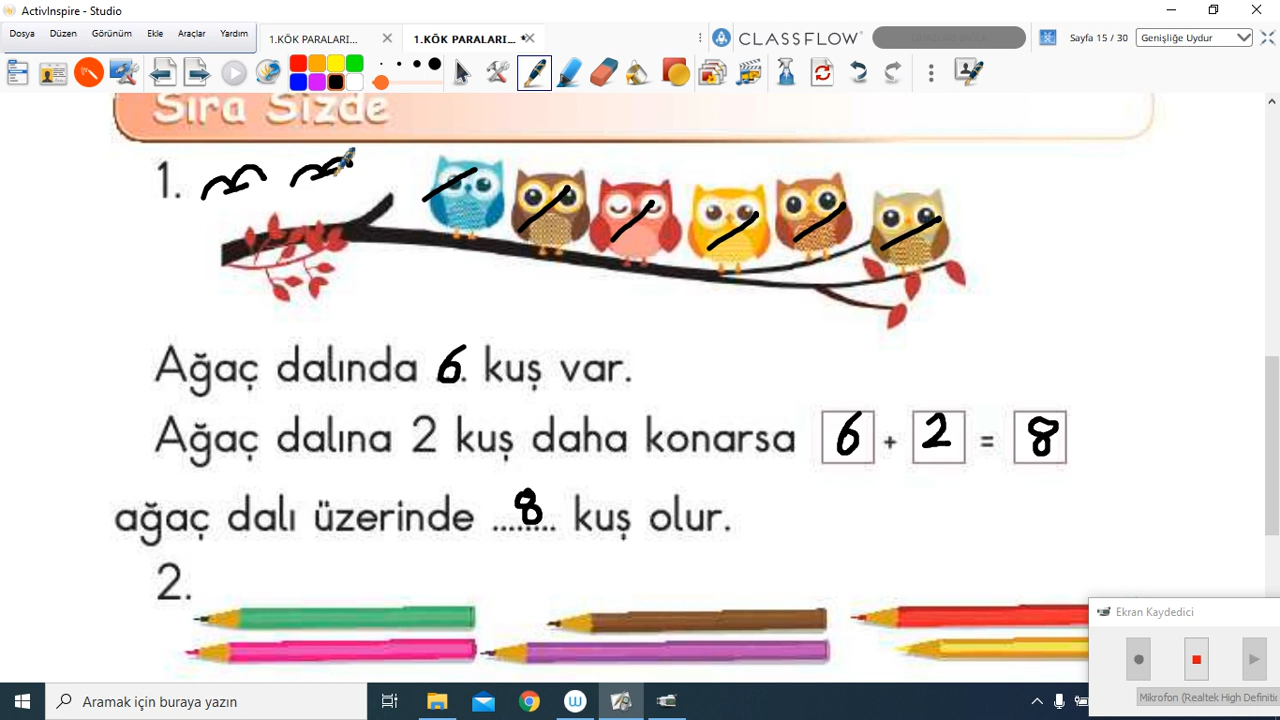 ActivInspire - Studio
Dosya Düzen Görünüm Ekle Araçlar Yardım
1.KÖK PARALARI...
1.KÖK PARALARI... *
CLASSFLOW
Sayfa 15 / 30
Genişliğe Uydur
Sıra Sizde
1.
Ağaç dalında 6 kuş var.
Ağaç dalına 2 kuş daha konarsa 6 + 2 = 8
ağaç dalı üzerinde ...8... kuş olur.
2.
Ekran Kaydedici
Mikrofon (Realtek High Definiti
Aramak için buraya yazın